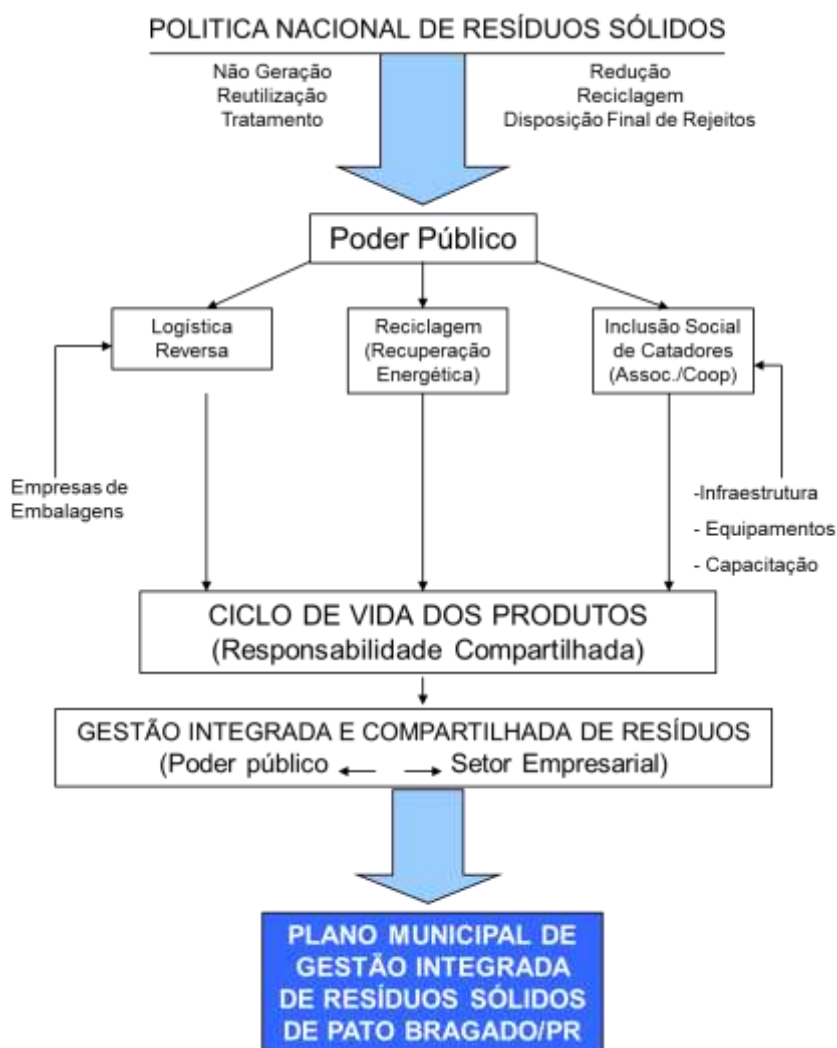 POLITICA NACIONAL DE RESÍDUOS SÓLIDOS
Não Geração
Reutilização
Tratamento
Redução
Reciclagem
Disposição Final de Rejeitos
Poder Público
Logística
Reversa
Reciclagem
(Recuperação
Energética)
Inclusão Social
de Catadores
(Assoc./Coop)
Empresas de
Embalagens
-Infraestrutura
- Equipamentos
- Capacitação
CICLO DE VIDA DOS PRODUTOS
(Responsabilidade Compartilhada)
GESTÃO INTEGRADA E COMPARTILHADA DE RESÍDUOS
(Poder público Setor Empresarial)
PLANO MUNICIPAL DE
GESTÃO INTEGRADA
DE RESÍDUOS SÓLIDOS
DE PATO BRAGADO/PR